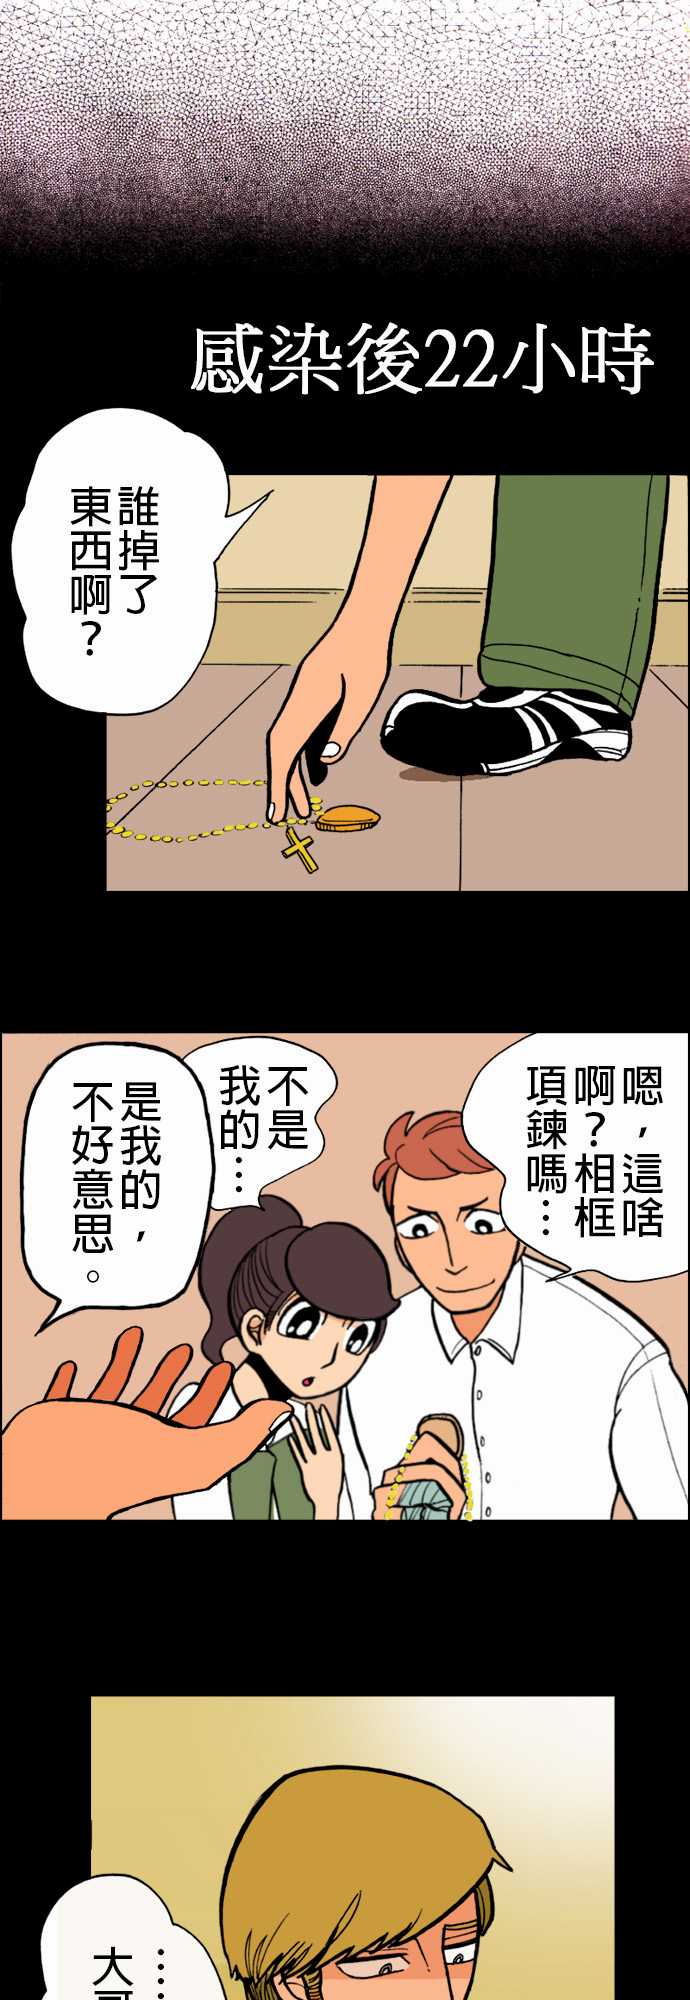 感染後22小時
誰掉了
東西啊？
嗯，這啥
啊？相框
項鍊嗎…
不是
我的…
是我的，
不好意思。
……
大哥